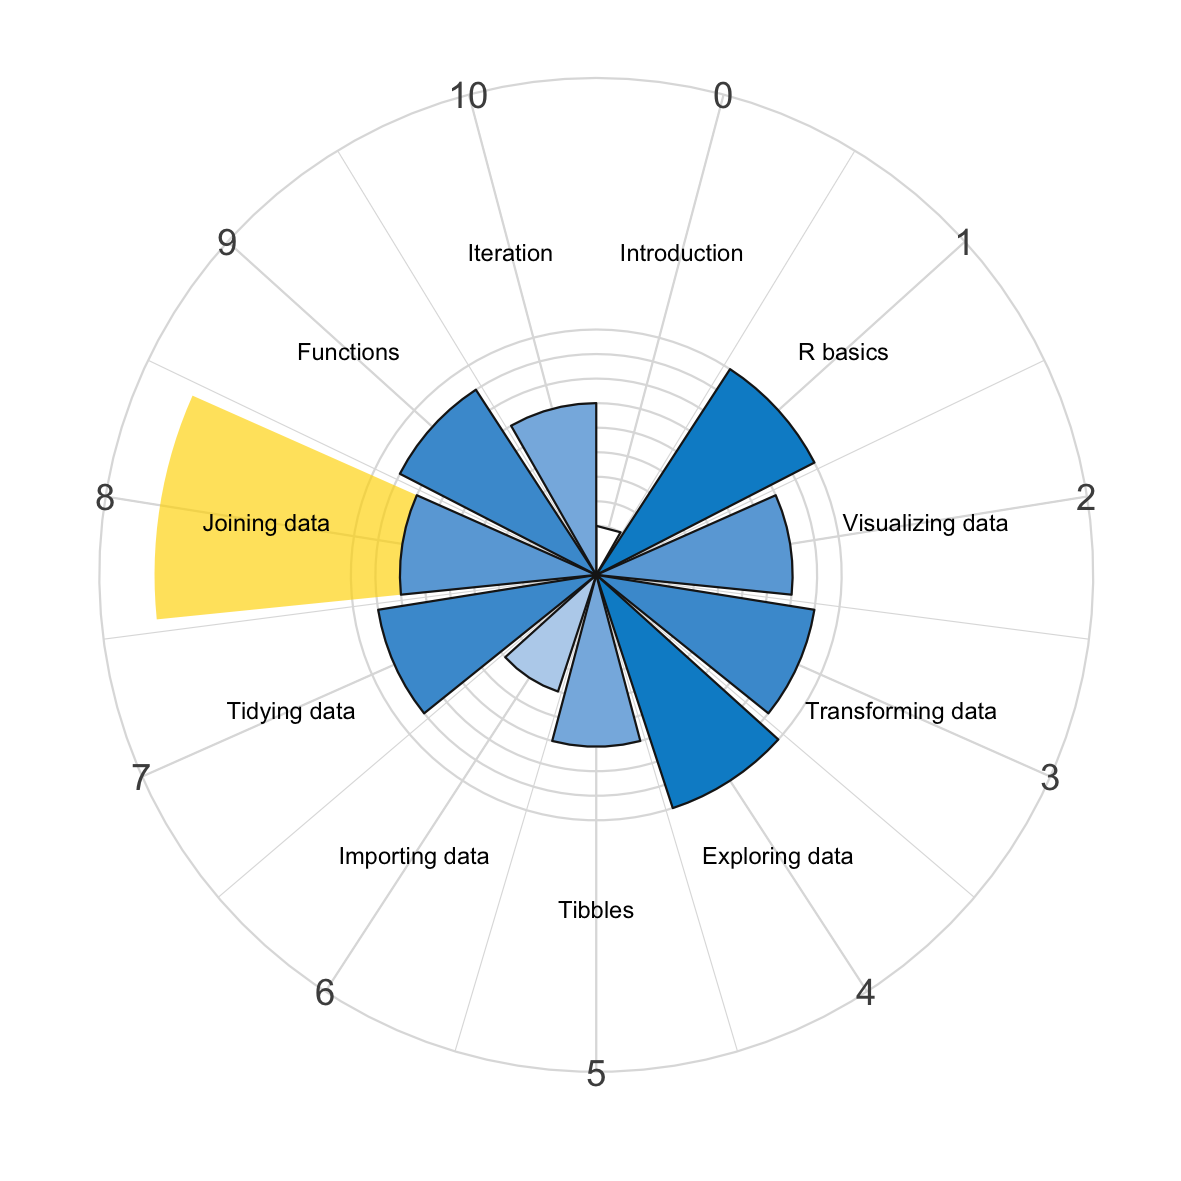 10
0
9
1
Iteration
Introduction
Functions
R basics
8
2
Joining data
Visualizing data
Tidying data
Transforming data
7
3
Importing data
Exploring data
Tibbles
6
4
5